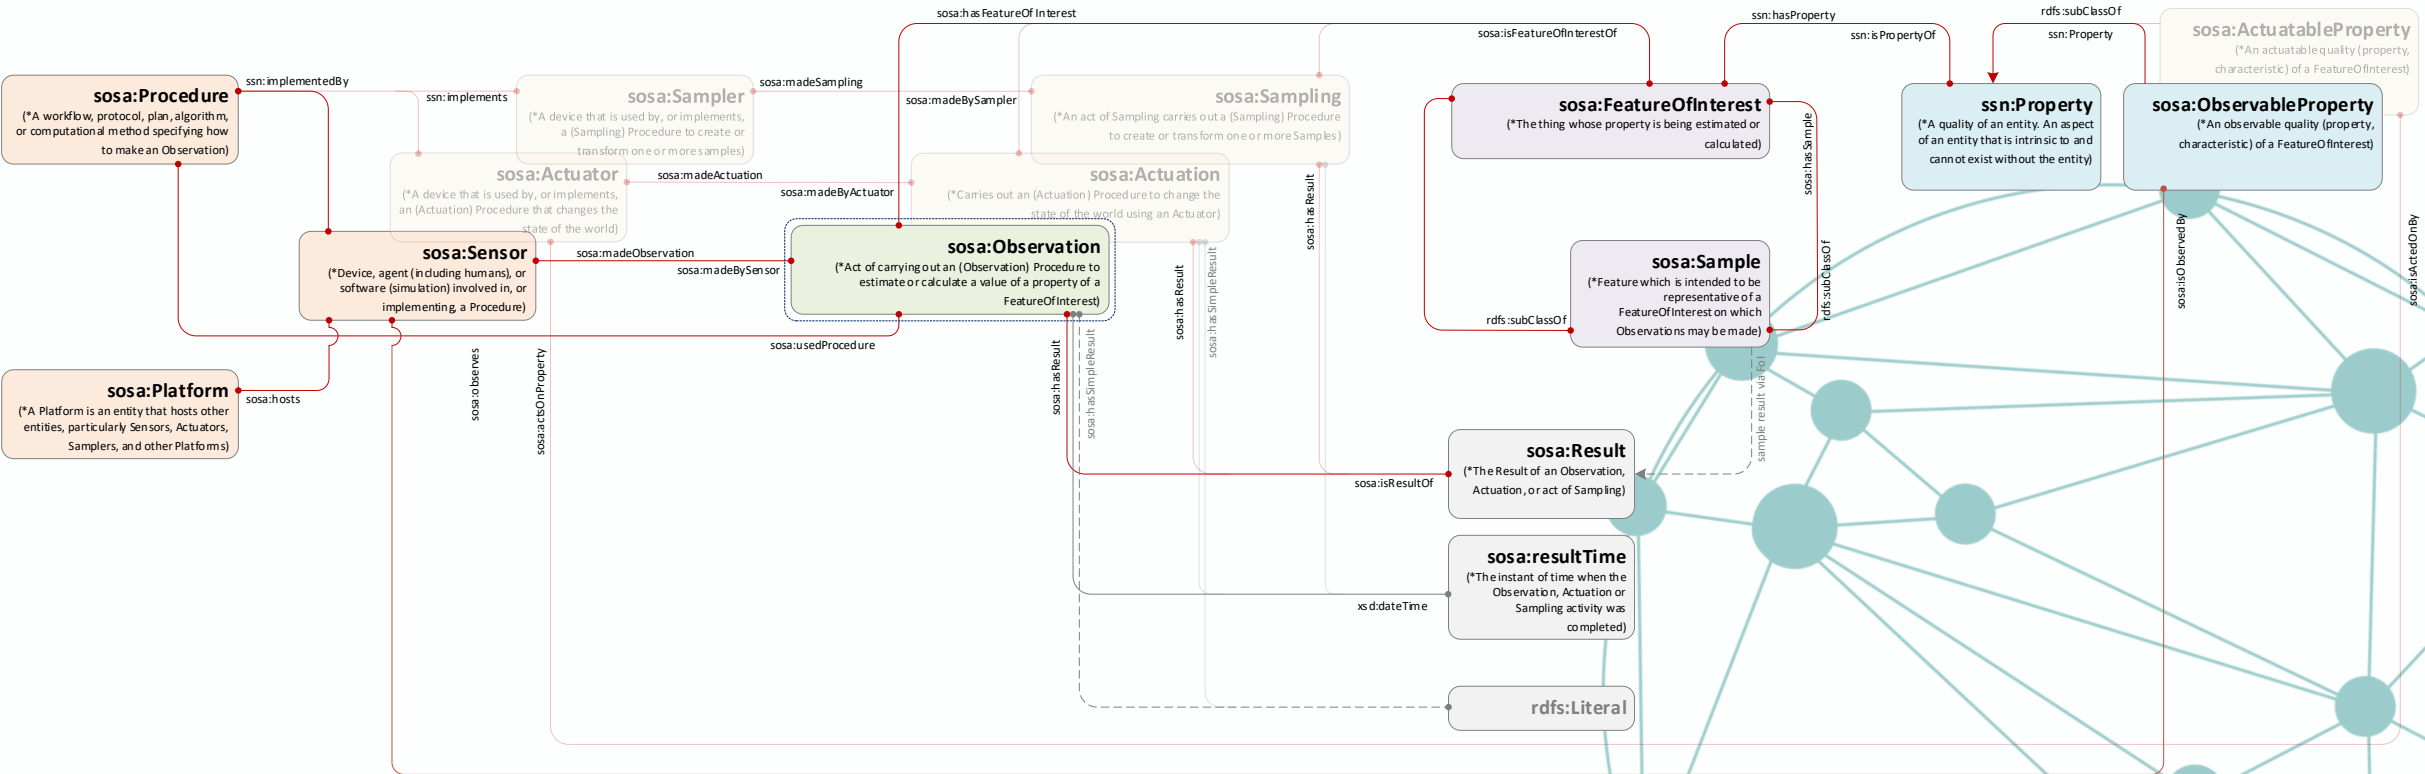 sosa:hasFeatureOf Interest
sosa:isFeatureOfInterestOf
ssn:hasProperty
ssn:isPropertyOf
rdfs:subClassOf
ssn:Property
sosa:ActuatableProperty
(*An actuatable quality (property,
characteristic) of a FeatureOfInterest)
ssn:implementedBy
ssn:implements
sosa:Procedure
(*A workflow, protocol, plan, algorithm,
or computational method specifying how
to make an Observation)
sosa:Sampler
(*A device that is used by, or implements,
a (Sampling) Procedure to create or
transform one or more samples)
sosa:madeSampling
sosa:madeBySampler
sosa:Sampling
(*An act of Sampling carries out a (Sampling) Procedure
to create or transform one or more Samples)
sosa:FeatureOfInterest
(*The thing whose property is being estimated or
calculated)
ssn:Property
(*A quality of an entity. An aspect
of an entity that is intrinsic to and
cannot exist without the entity)
sosa:ObservableProperty
(*An observable quality (property,
characteristic) of a FeatureOfInterest)
sosa:Actuator
(*A device that is used by, or implements,
an (Actuation) Procedure that changes the
state of the world)
sosa:madeActuation
sosa:madeByActuator
sosa:Actuation
(*Carries out an (Actuation) Procedure to change the
state of the world using an Actuator)
sosa:hasResult
sosa:hasSample
rdfs:subClassOf
sosa:isObservedBy
sosa:isActedOnBy
sosa:Sensor
(*Device, agent (including humans), or
software (simulation) involved in, or
implementing, a Procedure)
sosa:madeObservation
sosa:madeBySensor
sosa:Observation
(*Act of carrying out an (Observation) Procedure to
estimate or calculate a value of a property of a
FeatureOfInterest)
sosa:hasResult
sosa:hasSimpleResult
sosa:Sample
(*Feature which is intended to be
representative of a
FeatureOfInterest on which
Observations may be made)
rdfs:subClassOf
sosa:usedProcedure
sosa:Platform
(*A Platform is an entity that hosts other
entities, particularly Sensors, Actuators,
Samplers, and other Platforms)
sosa:hosts
sosa:observes
sosa:actsOnProperty
sosa:hasResult
sosa:hasSimpleResult
sample result via FoI
sosa:isResultOf
sosa:Result
(*The Result of an Observation,
Actuation, or act of Sampling)
xsd:dateTime
sosa:resultTime
(*The instant of time when the
Observation, Actuation or
Sampling activity was
completed)
rdfs:Literal